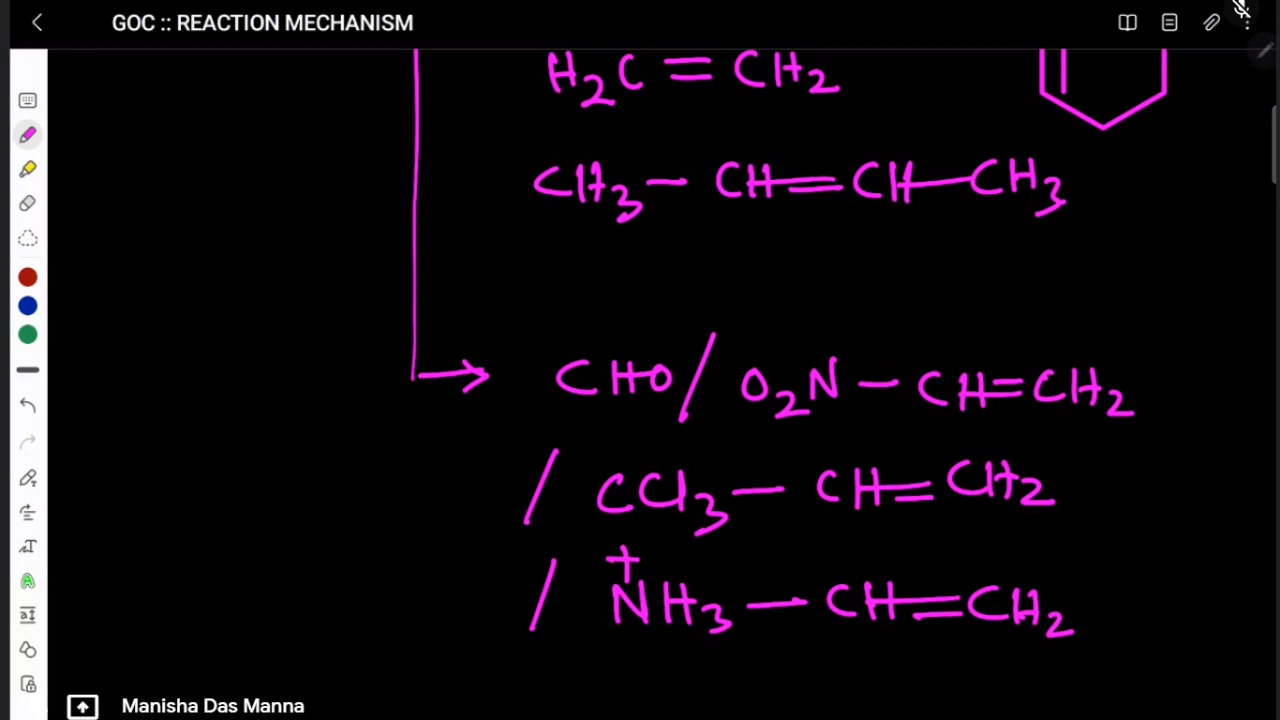 GOC :: REACTION MECHANISM
H2C = CH2
CH3 - CH = CH - CH3
CHO / O2N - CH = CH2
/ CCl3 - CH = CH2
+
/ NH3 - CH = CH2
Manisha Das Manna